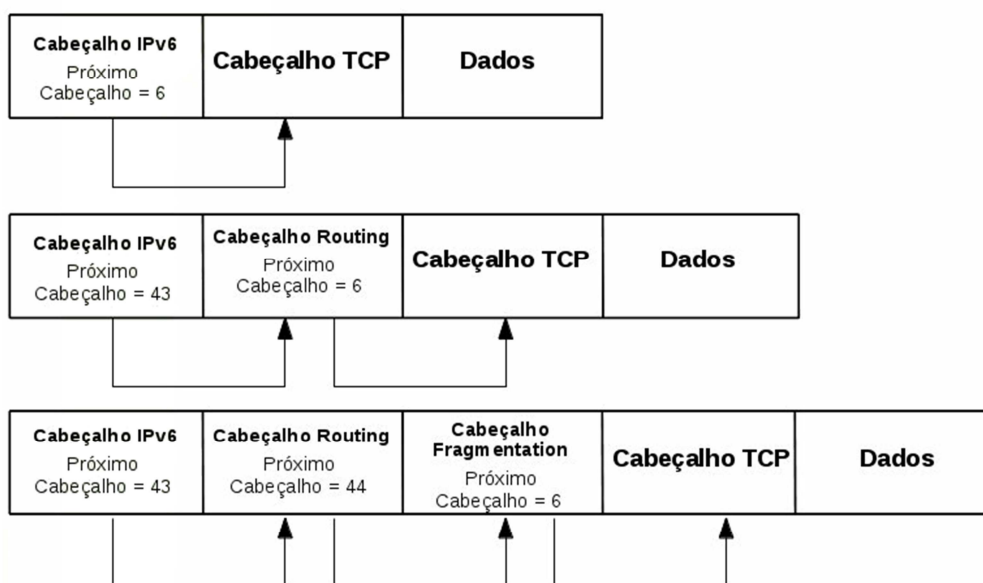 Cabeçalho IPv6
Próximo
Cabeçalho = 6
Cabeçalho TCP
Dados
Cabeçalho IPv6
Próximo
Cabeçalho = 43
Cabeçalho Routing
Próximo
Cabeçalho = 6
Cabeçalho TCP
Dados
Cabeçalho IPv6
Próximo
Cabeçalho = 43
Cabeçalho Routing
Próximo
Cabeçalho = 44
Cabeçalho
Fragmentation
Próximo
Cabeçalho = 6
Cabeçalho TCP
Dados